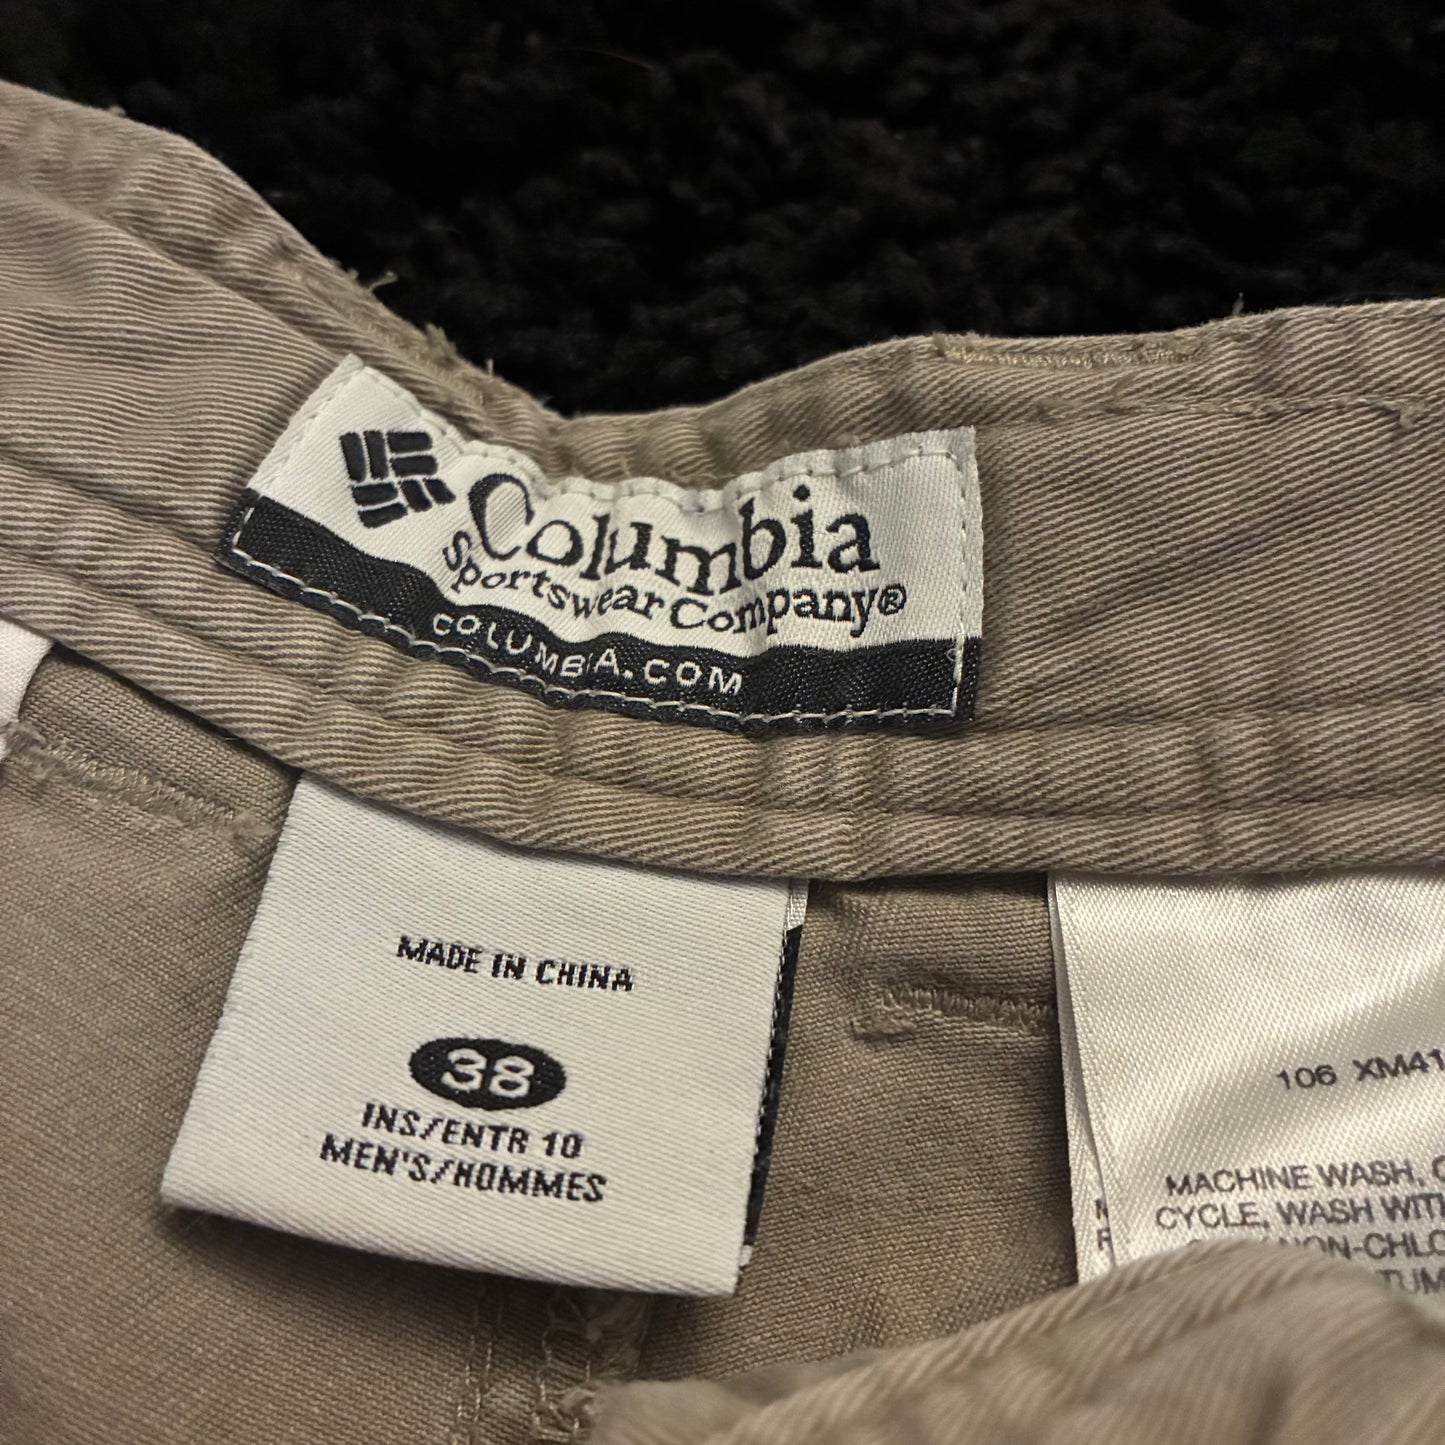 Columbia
Sportswear Company®
COLUMBIA.COM
MADE IN CHINA
38
INS/ENTR 10
MEN'S/HOMMES
106 XM41
MACHINE WASH,
CYCLE, WASH WITH
NON-CHLO
TUM